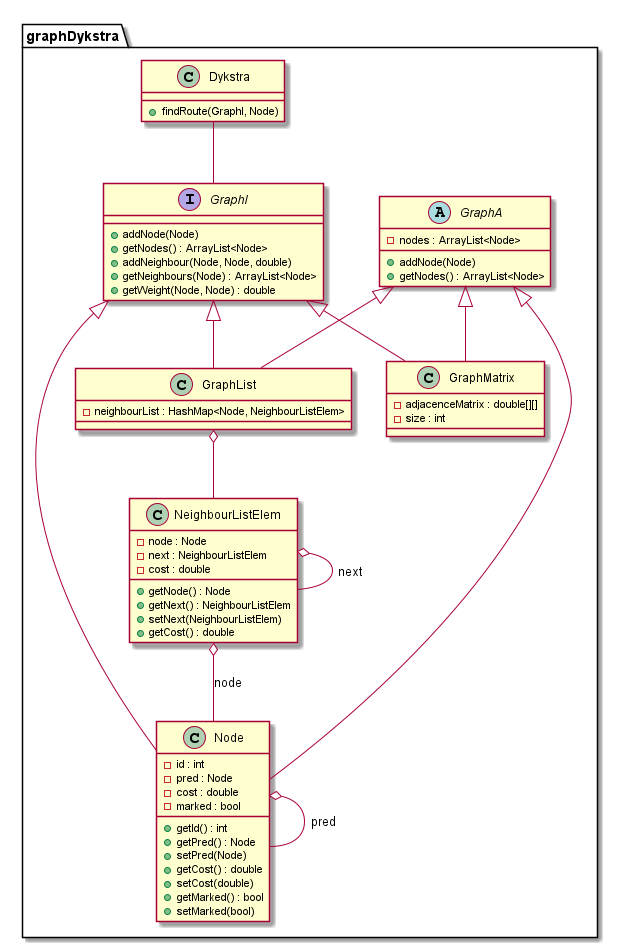 graphDykstra
C Dykstra
findRoute(GraphI, Node)
I GraphI
addNode(Node)
getNodes() : ArrayList<Node>
addNeighbour(Node, Node, double)
getNeighbours(Node) : ArrayList<Node>
getWeight(Node, Node) : double
A GraphA
nodes : ArrayList<Node>
addNode(Node)
getNodes() : ArrayList<Node>
C GraphList
neighbourList : HashMap<Node, NeighbourListElem>
C GraphMatrix
adjacenceMatrix : double[][]
size : int
C NeighbourListElem
node : Node
next : NeighbourListElem
cost : double
getNode() : Node
getNext() : NeighbourListElem
setNext(NeighbourListElem)
getCost() : double
next
node
C Node
id : int
pred : Node
cost : double
marked : bool
getId() : int
getPred() : Node
setPred(Node)
getCost() : double
setCost(double)
getMarked() : bool
setMarked(bool)
pred